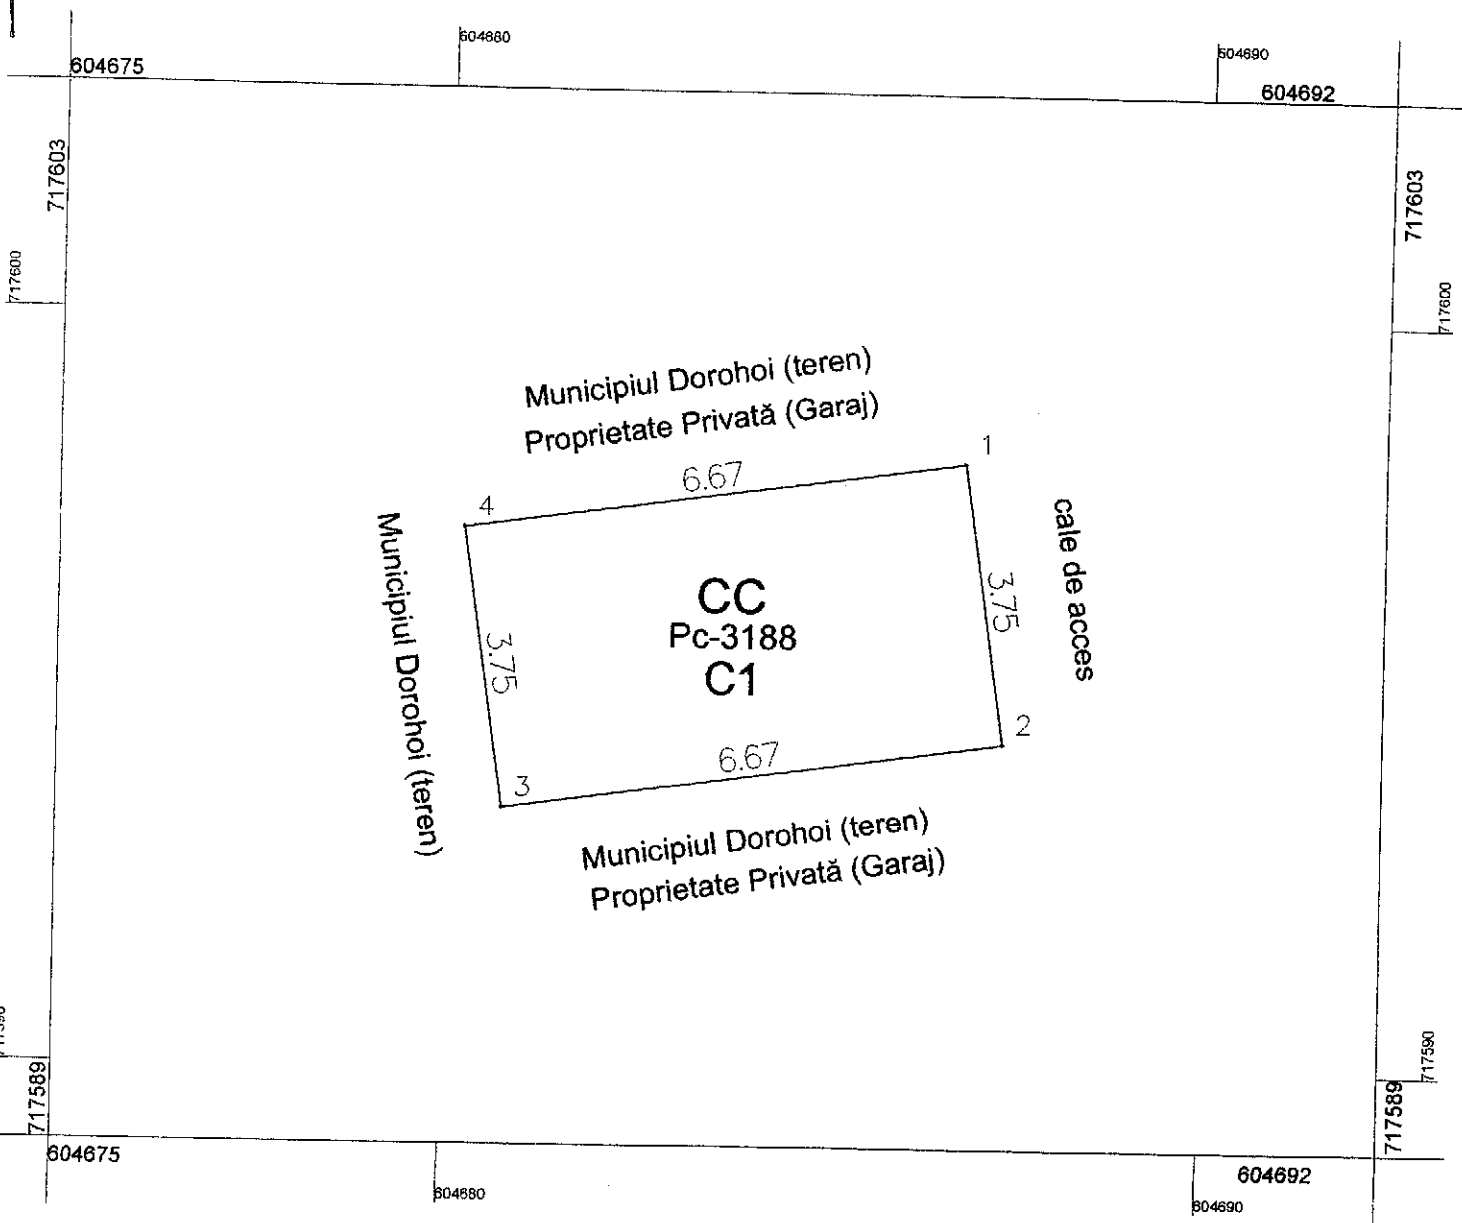 604680
604690
604675
604692
717603
717603
717600
717600
Municipiul Dorohoi (teren)
Proprietate Privată (Garaj)
1
6.67
4
cale de acces
Municipiul Dorohoi (teren)
CC
Pc-3188
C1
3.75
3.75
2
6.67
3
Municipiul Dorohoi (teren)
Proprietate Privată (Garaj)
717590
717589
717589
604675
604692
604680
604690